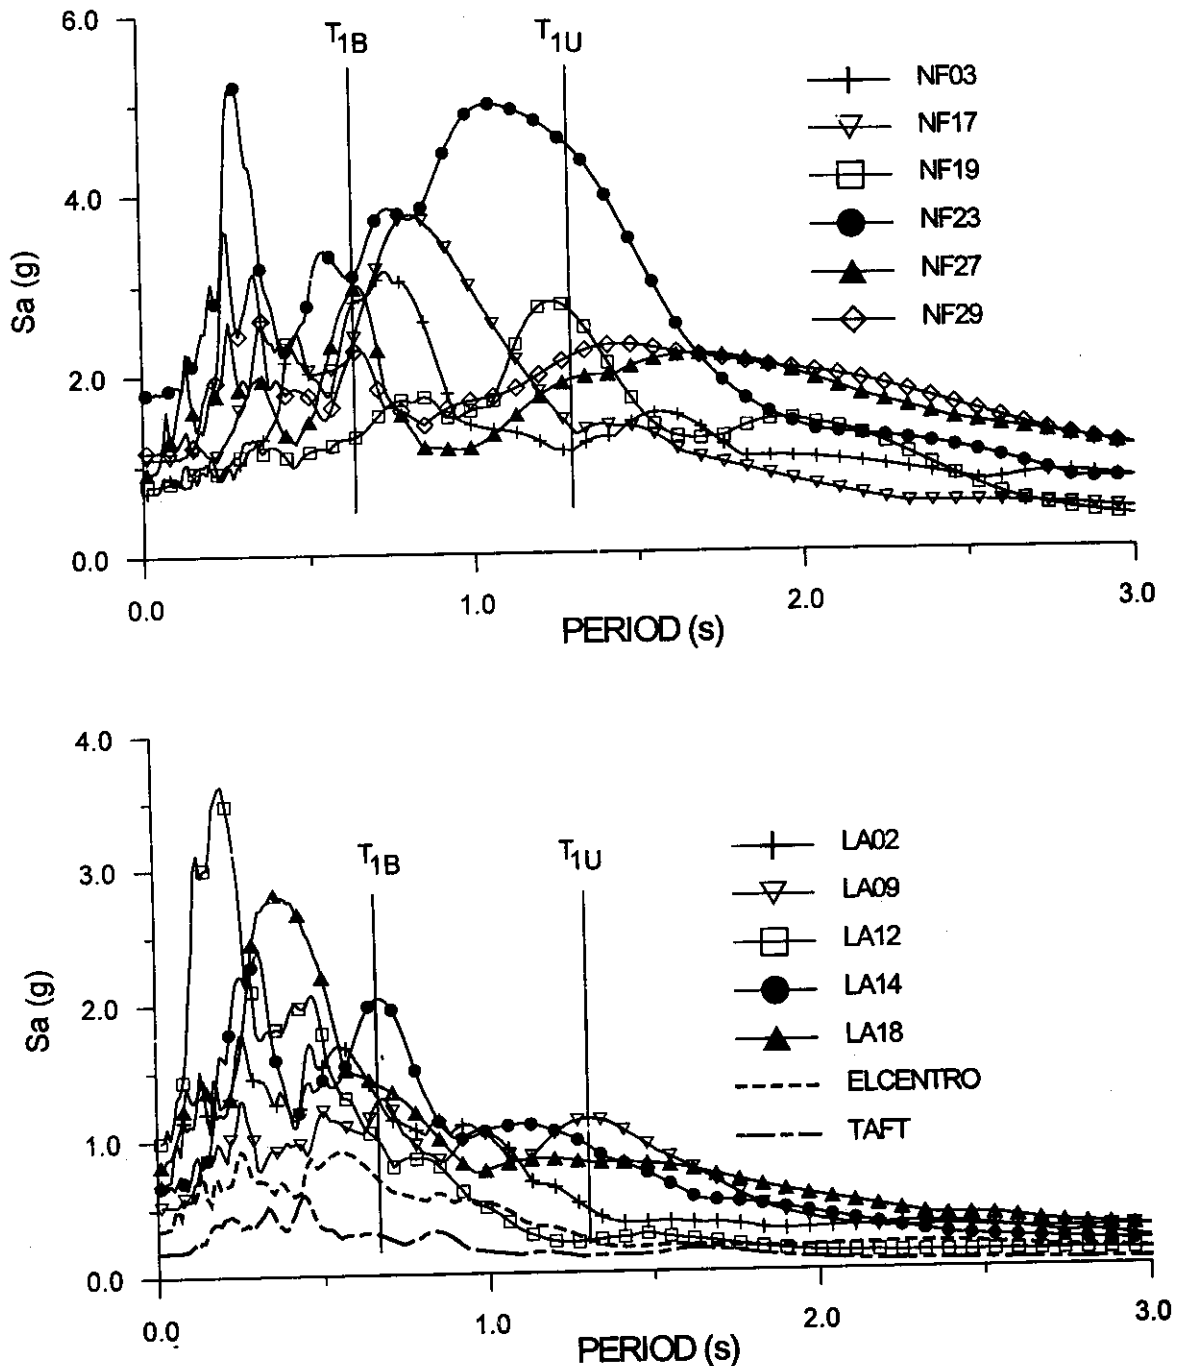 6.0
T1B
T1U
NF03
NF17
NF19
4.0
NF23
Sa (g)
NF27
NF29
2.0
0.0
0.0
1.0
2.0
3.0
PERIOD (s)
4.0
T1B
T1U
LA02
3.0
LA09
LA12
Sa (g)
2.0
LA14
LA18
ELCENTRO
1.0
TAFT
0.0
0.0
1.0
2.0
3.0
PERIOD (s)